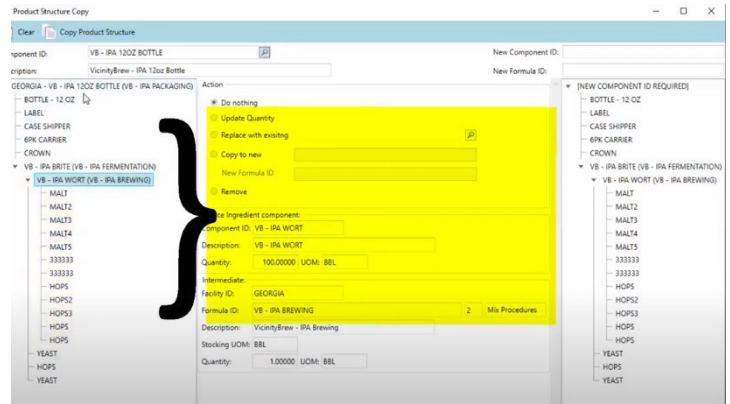 Product Structure Copy
Clear Copy Product Structure
ponent ID: VB - IPA 12OZ BOTTLE New Component ID:
cription: VicinityBrew - IPA 12oz Bottle New Formula ID:
GEORGIA - VB - IPA 12OZ BOTTLE (VB - IPA PACKAGING)
BOTTLE - 12 OZ
LABEL
CASE SHIPPER
6PK CARRIER
CROWN
VB - IPA BRITE (VB - IPA FERMENTATION)
VB - IPA WORT (VB - IPA BREWING)
MALT
MALT2
MALT3
MALT4
MALT5
333333
333333
HOPS
HOPS2
HOPS3
HOPS
HOPS
YEAST
HOPS
YEAST
Action
Do nothing
Update Quantity
Replace with exisitng
Copy to new
New Formula ID
Remove
ce Ingredient component:
Component ID: VB - IPA WORT
Description: VB - IPA WORT
Quantity: 100.00000 UOM: BBL
Intermediate:
Facility ID: GEORGIA
Formula ID: VB - IPA BREWING 2 Mix Procedures
Description: VicinityBrew - IPA Brewing
Stocking UOM: BBL
Quantity: 1.00000 UOM: BBL
[NEW COMPONENT ID REQUIRED]
BOTTLE - 12 OZ
LABEL
CASE SHIPPER
6PK CARRIER
CROWN
VB - IPA BRITE (VB - IPA FERMENTATION)
VB - IPA WORT (VB - IPA BREWING)
MALT
MALT2
MALT3
MALT4
MALT5
333333
333333
HOPS
HOPS2
HOPS3
HOPS
HOPS
YEAST
HOPS
YEAST